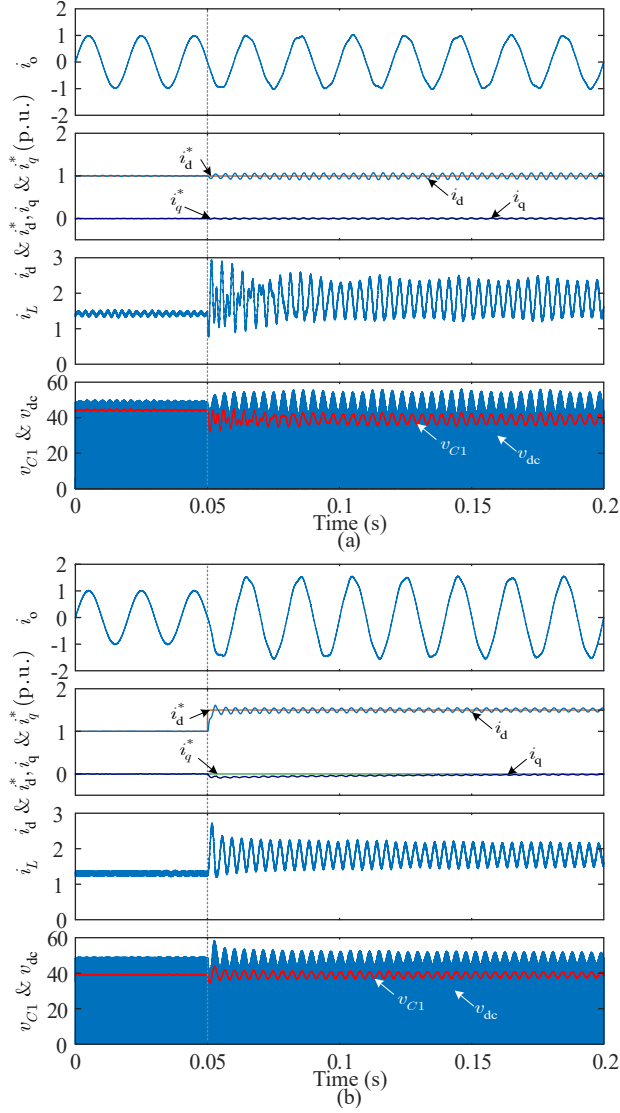 2
1
0
-1
-2
i_o
2
1
0
i_d^*
i_q^*
i_d
i_q
i_d & i_d^*, i_q & i_q^* (p.u.)
3
2
1
0
i_L
60
40
20
0
v_C1 & v_dc
v_C1
v_dc
0 0.05 0.1 0.15 0.2
Time (s)
(a)
2
1
0
-1
-2
i_o
2
1
0
i_d^*
i_q^*
i_d
i_q
i_d & i_d^*, i_q & i_q^* (p.u.)
3
2
1
0
i_L
60
40
20
0
v_C1 & v_dc
v_C1
v_dc
0 0.05 0.1 0.15 0.2
Time (s)
(b)